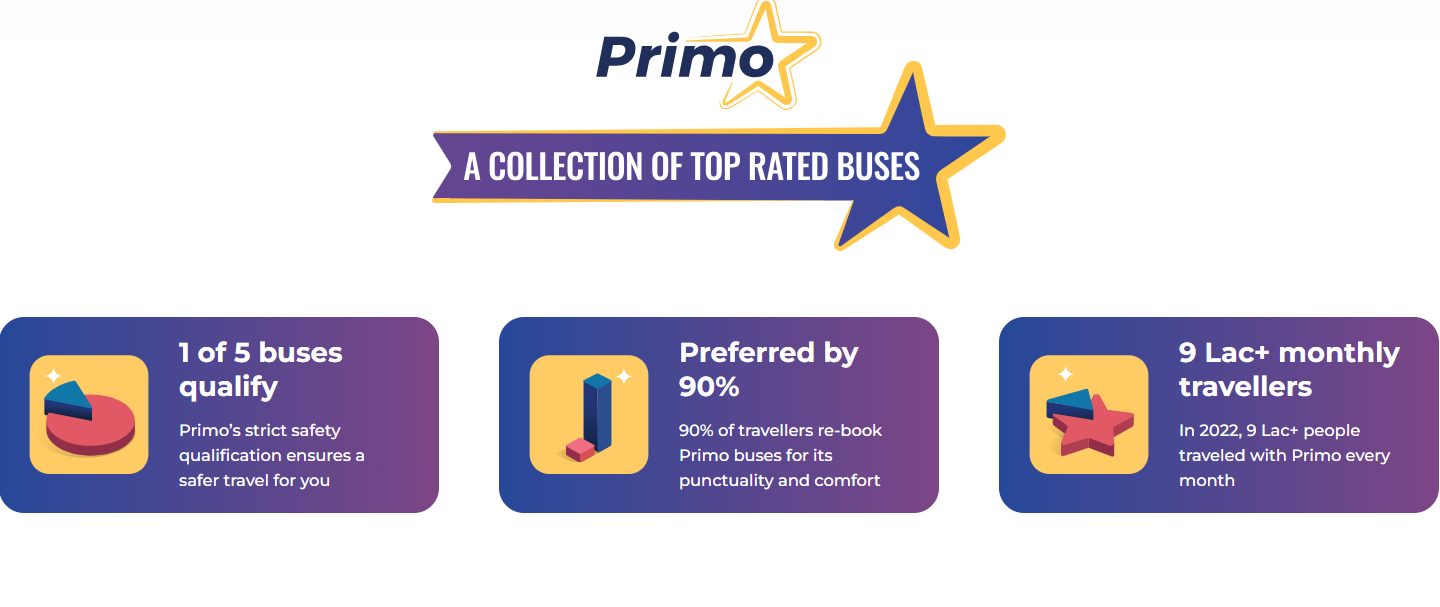 Primo
A COLLECTION OF TOP RATED BUSES
1 of 5 buses
qualify
Primo’s strict safety
qualification ensures a
safer travel for you
Preferred by
90%
90% of travellers re-book
Primo buses for its
punctuality and comfort
9 Lac+ monthly
travellers
In 2022, 9 Lac+ people
traveled with Primo every
month